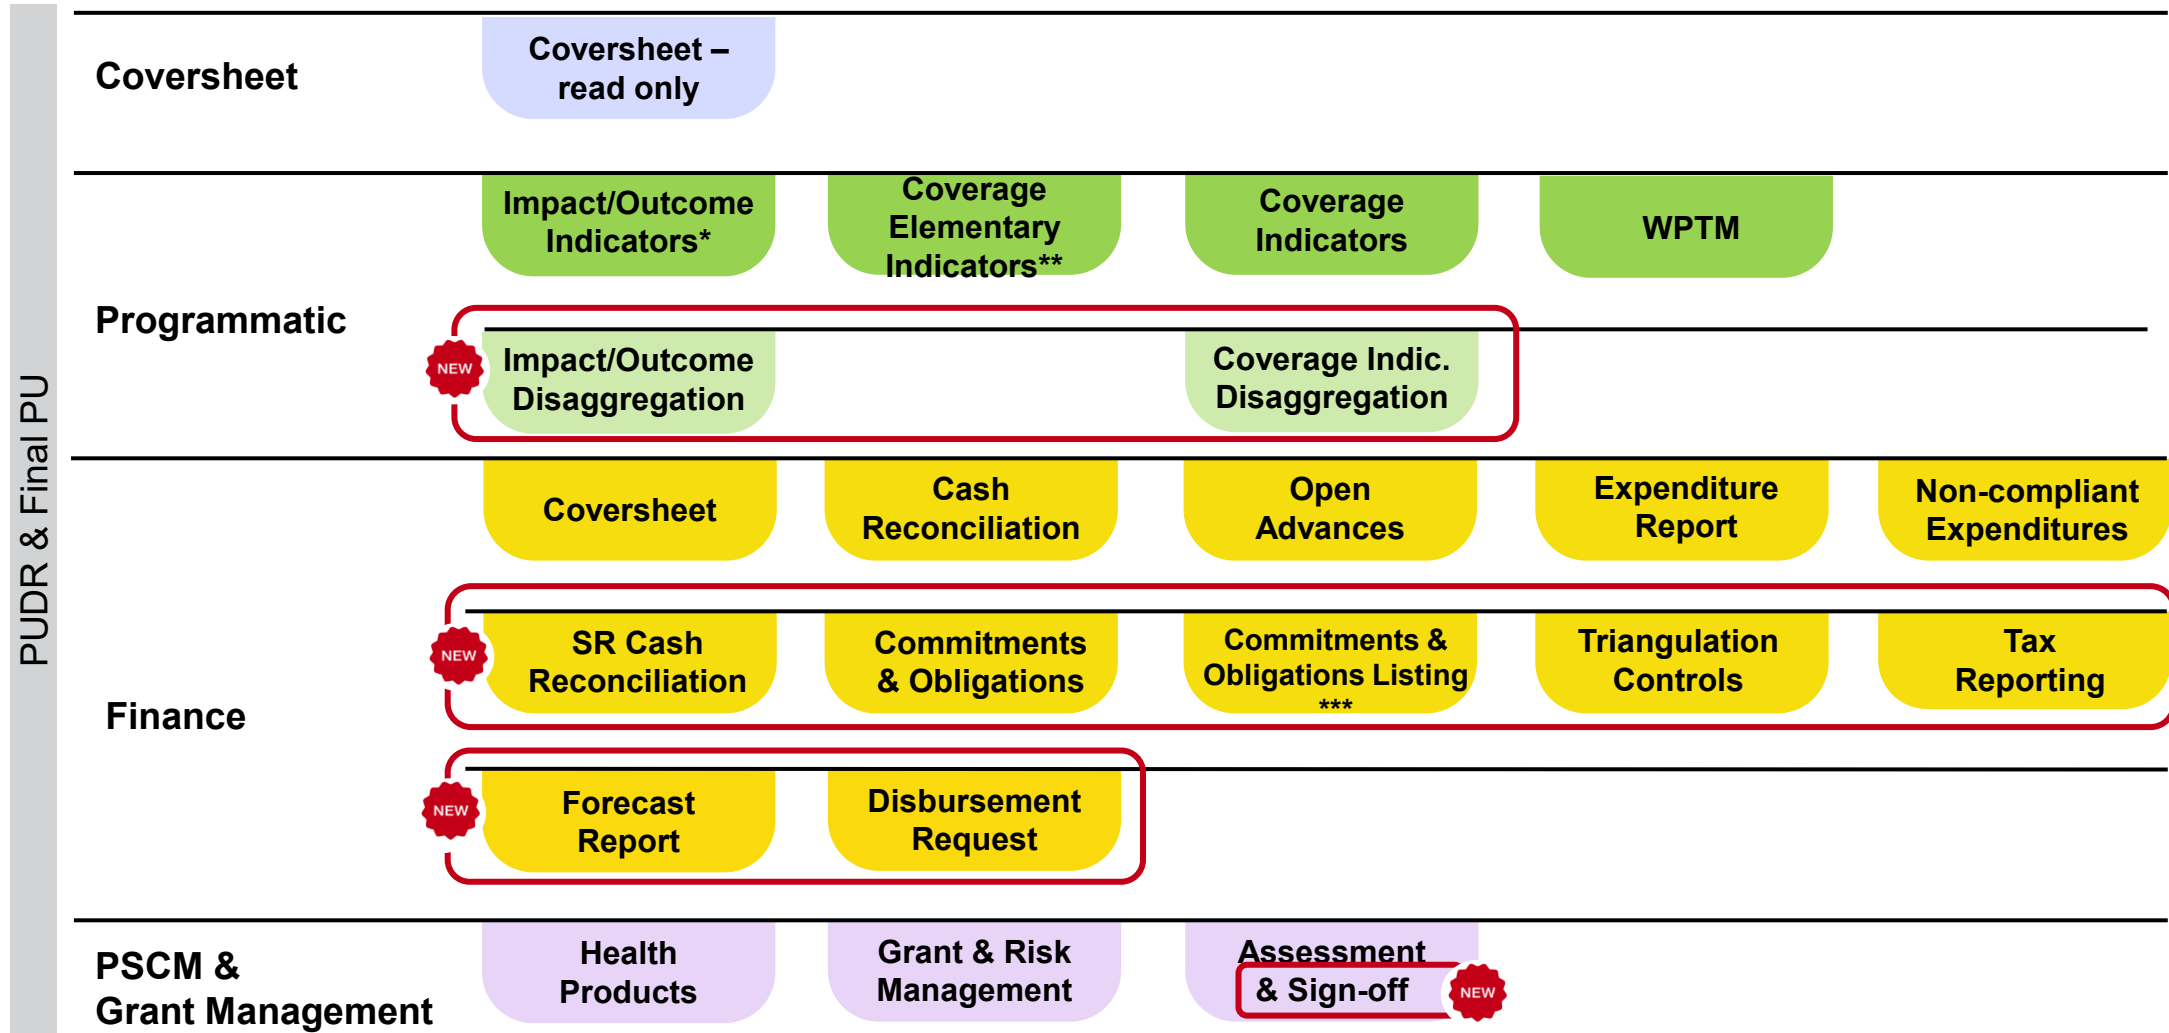 PUDR & Final PU
Coversheet
Coversheet –
read only
Programmatic
Impact/Outcome
Indicators*
Coverage
Elementary
Indicators**
Coverage
Indicators
WPTM
NEW
Impact/Outcome
Disaggregation
Coverage Indic.
Disaggregation
Finance
Coversheet
Cash
Reconciliation
Open
Advances
Expenditure
Report
Non-compliant
Expenditures
NEW
SR Cash
Reconciliation
Commitments
& Obligations
Commitments &
Obligations Listing
***
Triangulation
Controls
Tax
Reporting
NEW
Forecast
Report
Disbursement
Request
PSCM &
Grant Management
Health
Products
Grant & Risk
Management
Assessment
& Sign-off
NEW